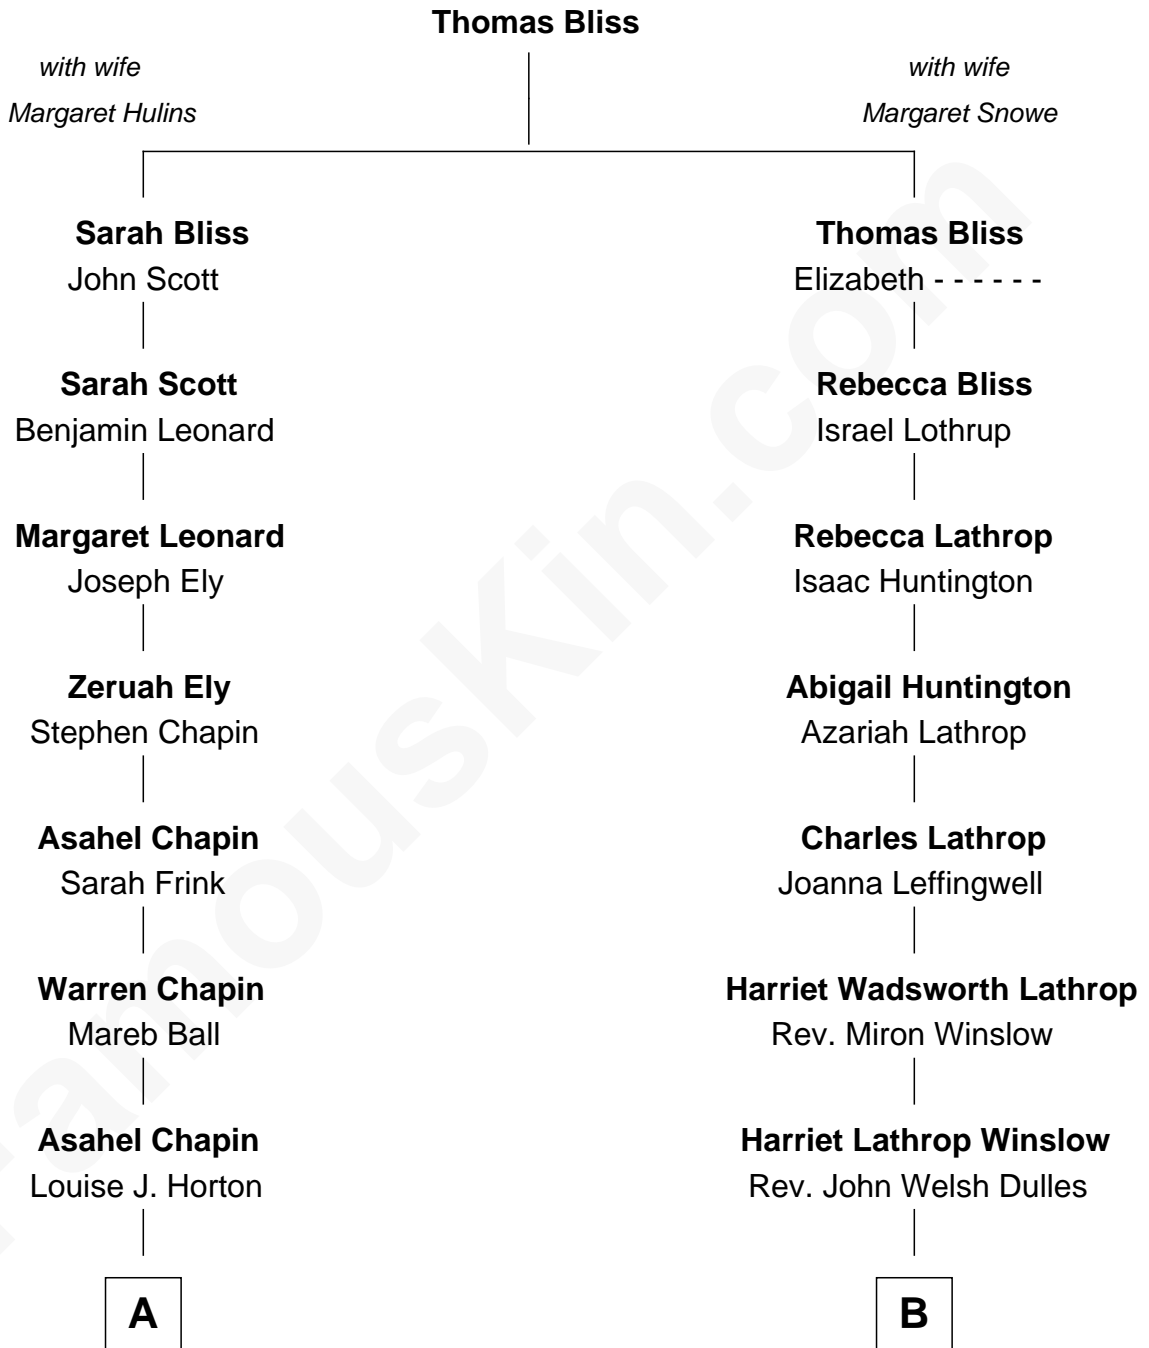 Thomas Bliss
with wife
Margaret Hulins
with wife
Margaret Snowe
Sarah Bliss
John Scott
Thomas Bliss
Elizabeth - - - - - -
Sarah Scott
Benjamin Leonard
Rebecca Bliss
Israel Lothrup
Margaret Leonard
Joseph Ely
Rebecca Lathrop
Isaac Huntington
Zeruah Ely
Stephen Chapin
Abigail Huntington
Azariah Lathrop
Asahel Chapin
Sarah Frink
Charles Lathrop
Joanna Leffingwell
Warren Chapin
Mareb Ball
Harriet Wadsworth Lathrop
Rev. Miron Winslow
Asahel Chapin
Louise J. Horton
Harriet Lathrop Winslow
Rev. John Welsh Dulles
A
B
FamousKin.com